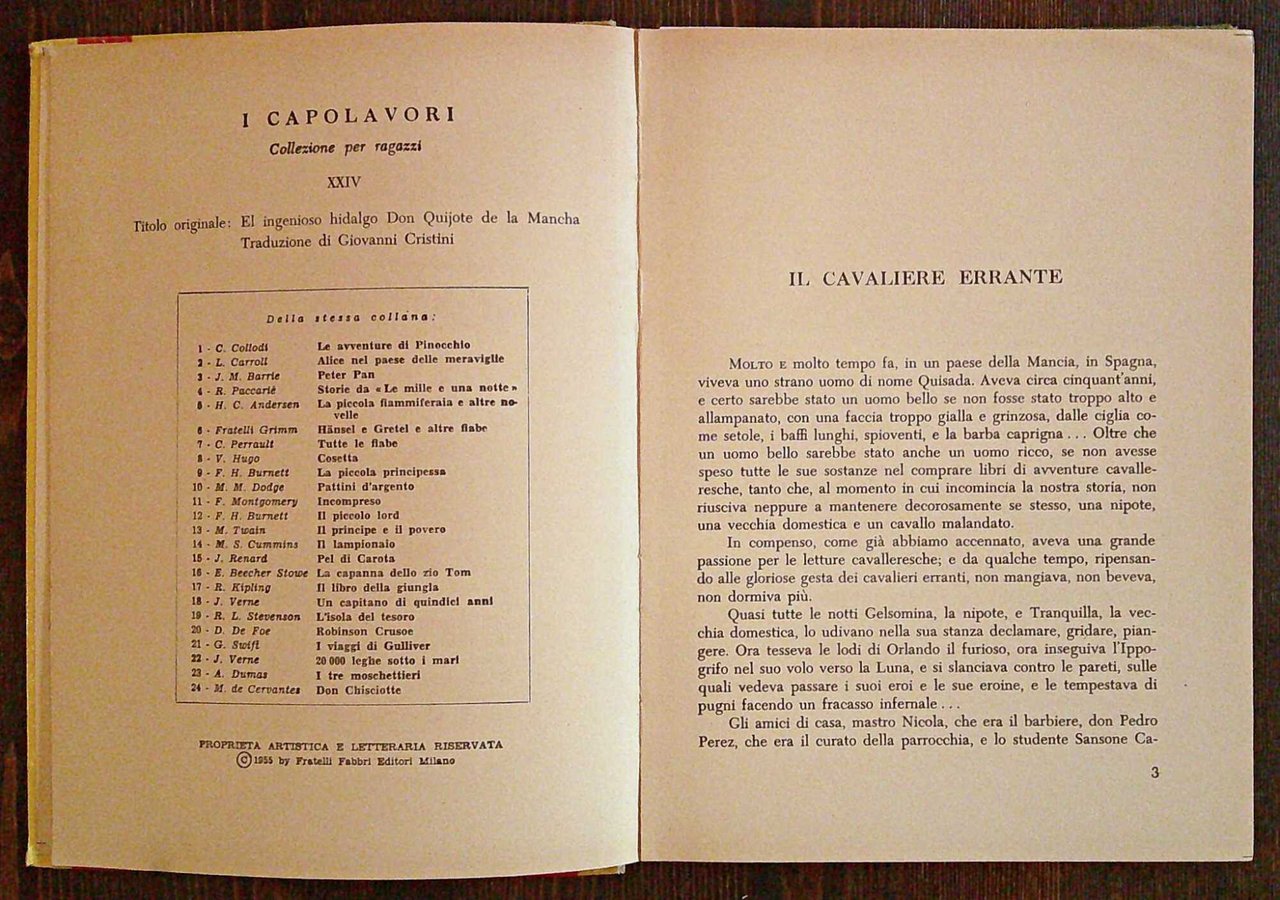 I CAPOLAVORI
Collezione per ragazzi
XXIV
Titolo originale: El ingenioso hidalgo Don Quijote de la Mancha
Traduzione di Giovanni Cristini
Della stessa collana:
1 - C. Collodi Le avventure di Pinocchio
2 - L. Carroll Alice nel paese delle meraviglie
3 - J. M. Barrie Peter Pan
4 - R. Paccariè Storie da « Le mille e una notte »
5 - H. C. Andersen La piccola fiammiferaia e altre no-
velle
6 - Fratelli Grimm Hänsel e Gretel e altre fiabe
7 - C. Perrault Tutte le fiabe
8 - V. Hugo Cosetta
9 - F. H. Burnett La piccola principessa
10 - M. M. Dodge Pattini d'argento
11 - F. Montgomery Incompreso
12 - F. H. Burnett Il piccolo lord
13 - M. Twain Il principe e il povero
14 - M. S. Cummins Il lampionaio
15 - J. Renard Pel di Carota
16 - E. Beecher Stowe La capanna dello zio Tom
17 - R. Kipling Il libro della giungla
18 - J. Verne Un capitano di quindici anni
19 - R. L. Stevenson L'isola del tesoro
20 - D. De Foe Robinson Crusoe
21 - G. Swift I viaggi di Gulliver
22 - J. Verne 20 000 leghe sotto i mari
23 - A. Dumas I tre moschettieri
24 - M. de Cervantes Don Chisciotte
PROPRIETA ARTISTICA E LETTERARIA RISERVATA
© 1955 by Fratelli Fabbri Editori Milano
IL CAVALIERE ERRANTE
MOLTO E molto tempo fa, in un paese della Mancia, in Spagna,
viveva uno strano uomo di nome Quisada. Aveva circa cinquant'anni,
e certo sarebbe stato un uomo bello se non fosse stato troppo alto e
allampanato, con una faccia troppo gialla e grinzosa, dalle ciglia co-
me setole, i baffi lunghi, spioventi, e la barba caprigna . . . Oltre che
un uomo bello sarebbe stato anche un uomo ricco, se non avesse
speso tutte le sue sostanze nel comprare libri di avventure cavalle-
resche, tanto che, al momento in cui incomincia la nostra storia, non
riusciva neppure a mantenere decorosamente se stesso, una nipote,
una vecchia domestica e un cavallo malandato.
In compenso, come già abbiamo accennato, aveva una grande
passione per le letture cavalleresche; e da qualche tempo, ripensan-
do alle gloriose gesta dei cavalieri erranti, non mangiava, non beveva,
non dormiva più.
Quasi tutte le notti Gelsomina, la nipote, e Tranquilla, la vec-
chia domestica, lo udivano nella sua stanza declamare, gridare, pian-
gere. Ora tesseva le lodi di Orlando il furioso, ora inseguiva l'Ippo-
grifo nel suo volo verso la Luna, e si slanciava contro le pareti, sulle
quali vedeva passare i suoi eroi e le sue eroine, e le tempestava di
pugni facendo un fracasso infernale . . .
Gli amici di casa, mastro Nicola, che era il barbiere, don Pedro
Perez, che era il curato della parrocchia, e lo studente Sansone Ca-
3